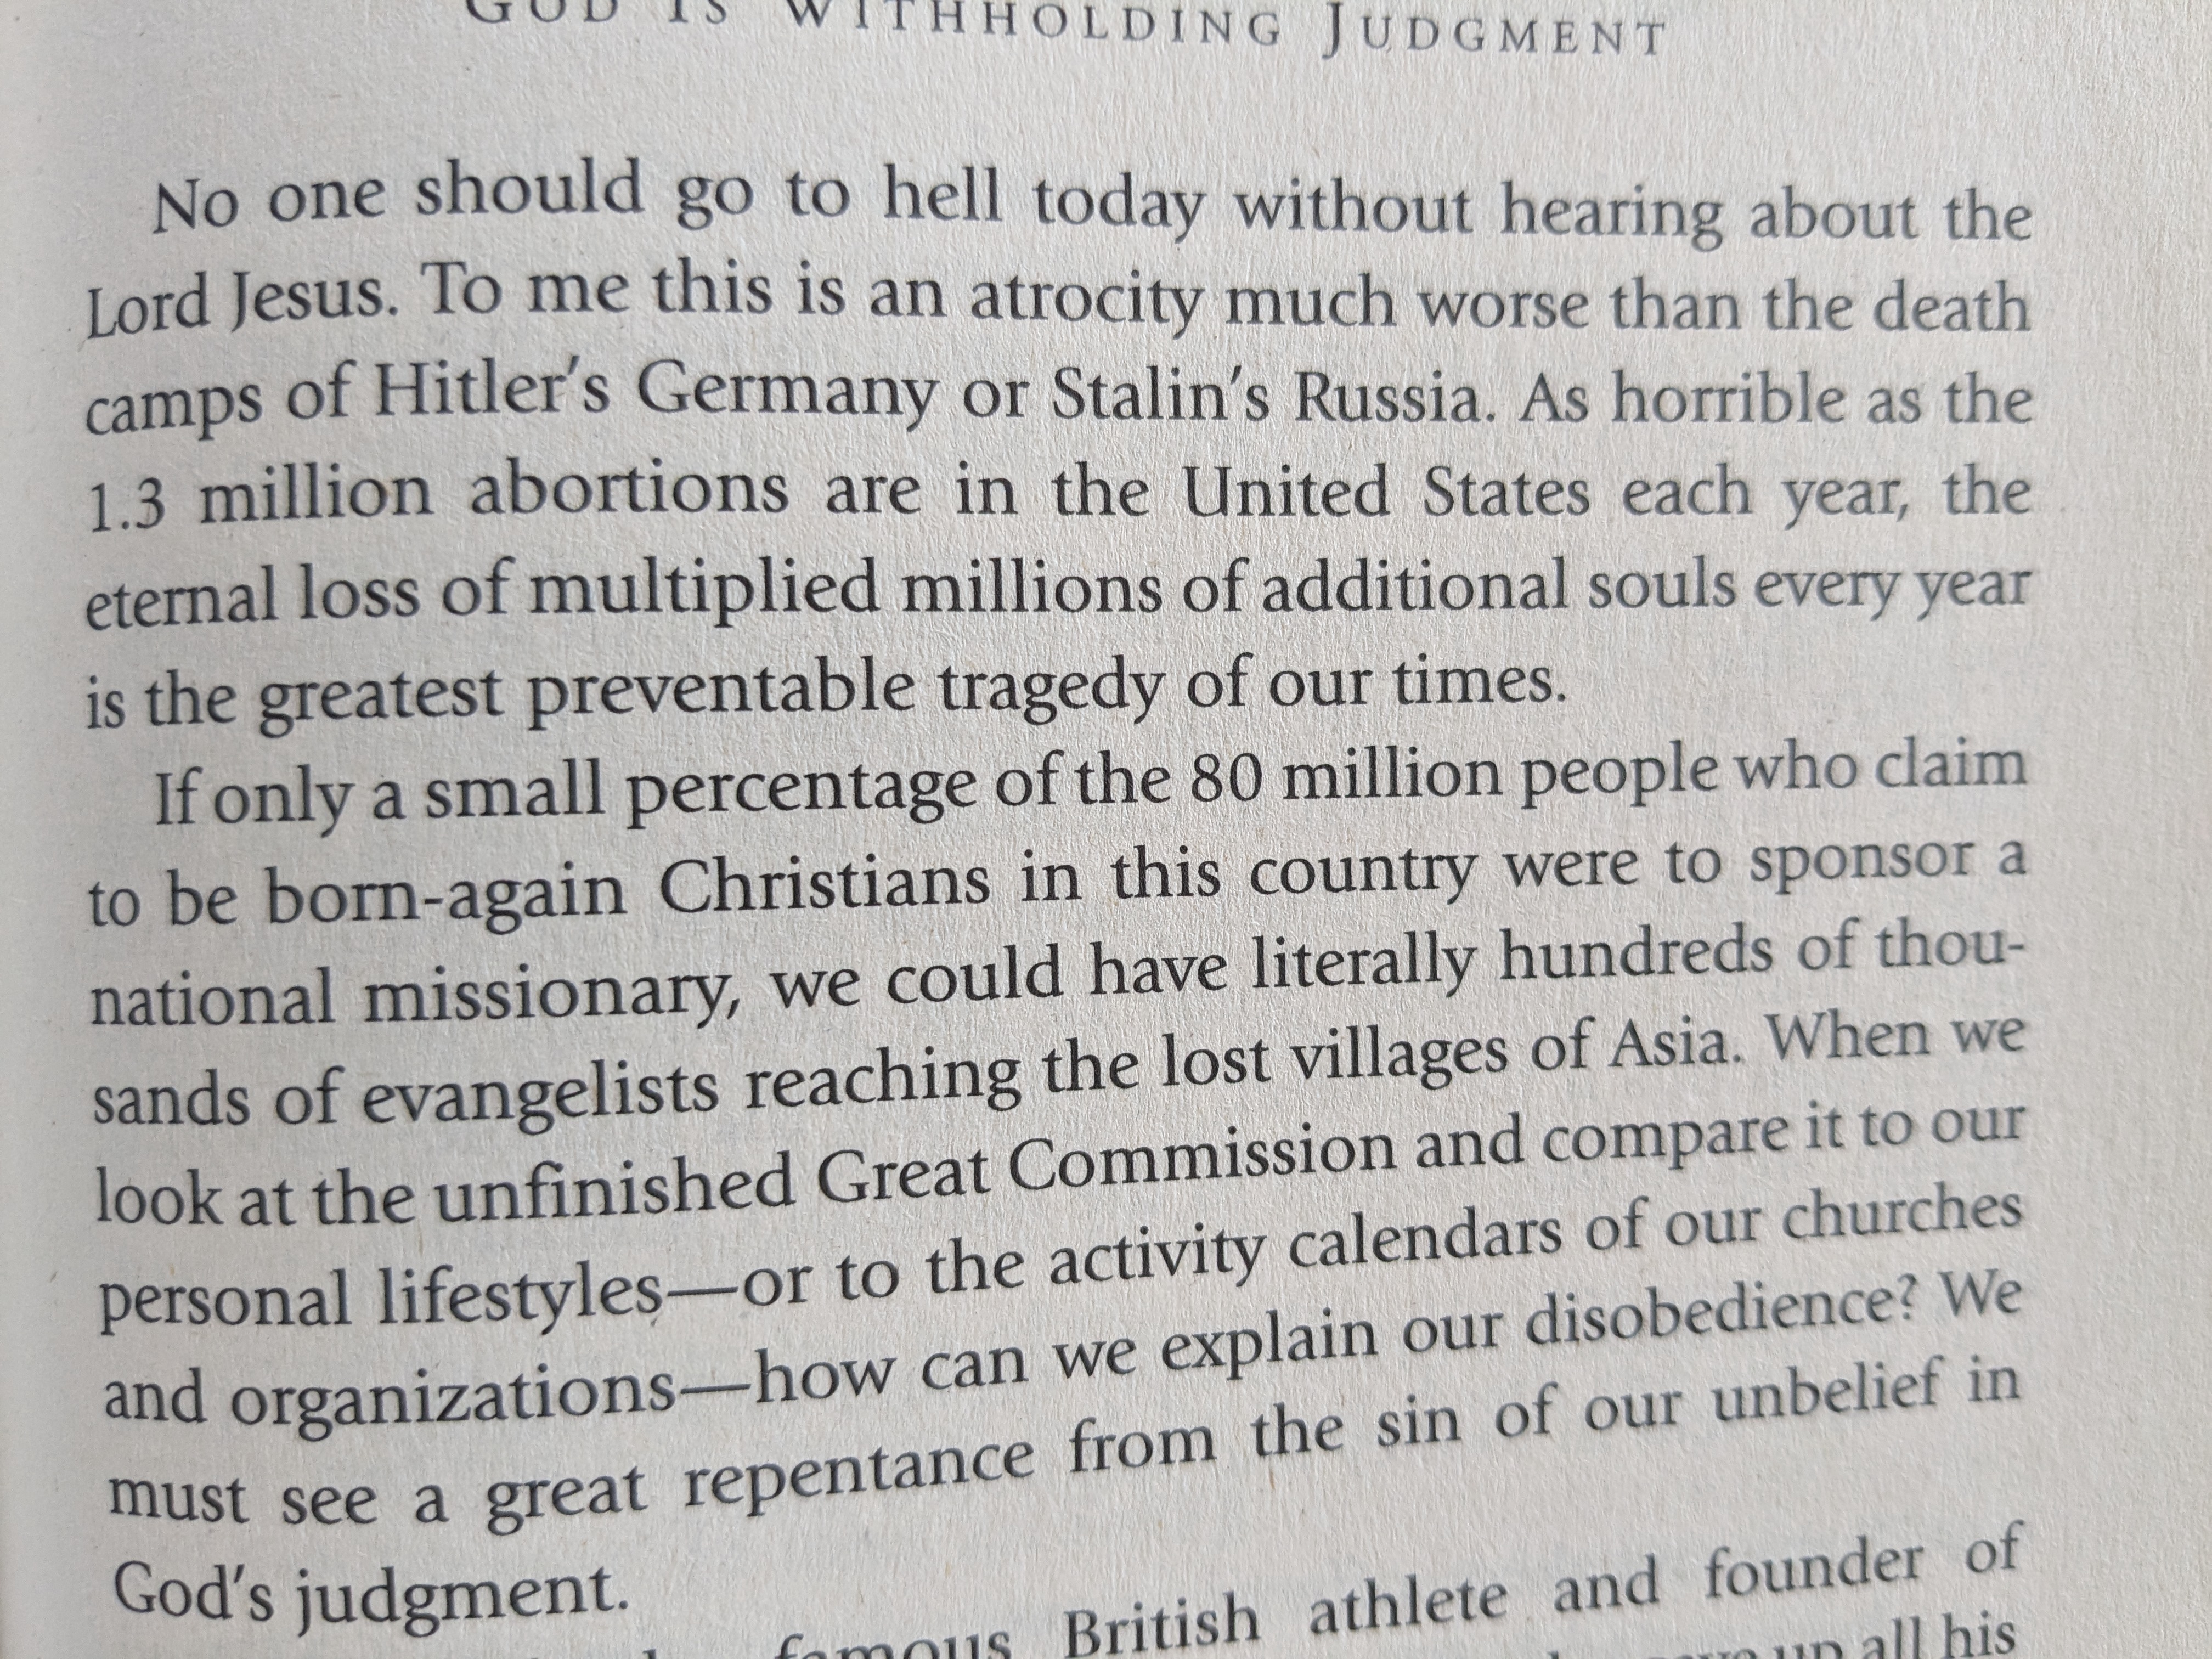 GOD IS WITHHOLDING JUDGMENT
No one should go to hell today without hearing about the
Lord Jesus. To me this is an atrocity much worse than the death
camps of Hitler's Germany or Stalin's Russia. As horrible as the
1.3 million abortions are in the United States each year, the
eternal loss of multiplied millions of additional souls every year
is the greatest preventable tragedy of our times.
If only a small percentage of the 80 million people who claim
to be born-again Christians in this country were to sponsor a
national missionary, we could have literally hundreds of thou-
sands of evangelists reaching the lost villages of Asia. When we
look at the unfinished Great Commission and compare it to our
personal lifestyles—or to the activity calendars of our churches
and organizations—how can we explain our disobedience? We
must see a great repentance from the sin of our unbelief in
God's judgment.
famous British athlete and founder of
up all his